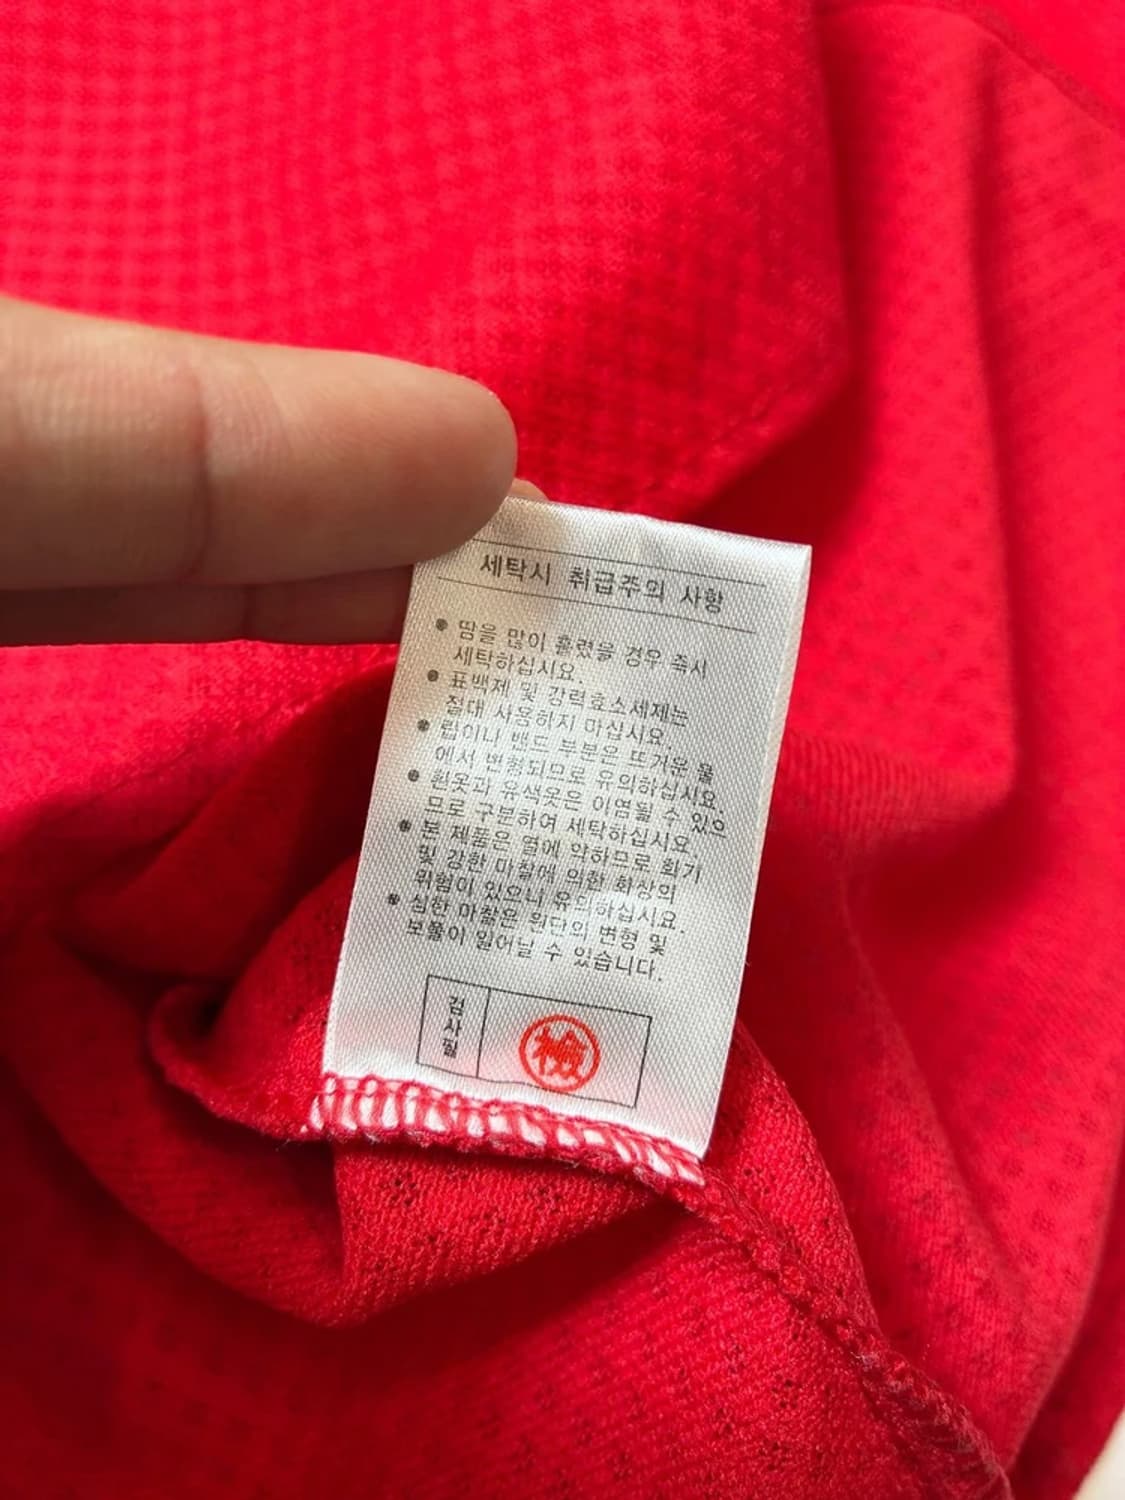 세탁시 취급주의 사항
● 땀을 많이 흘렸을 경우 즉시
세탁하십시요.
● 표백제 및 강력효소세제는
절대 사용하지 마십시요.
● 립이나 밴드 부분은 뜨거운 물
에서 변형되므로 유의하십시요.
● 흰옷과 유색옷은 이염될 수 있으
므로 구분하여 세탁하십시요.
● 본 제품은 열에 약하므로 화기
및 강한 마찰에 의한 화상의
위험이 있으니 유의하십시요.
● 심한 마찰은 원단의 변형 및
보풀이 일어날 수 있습니다.
검사필
檢